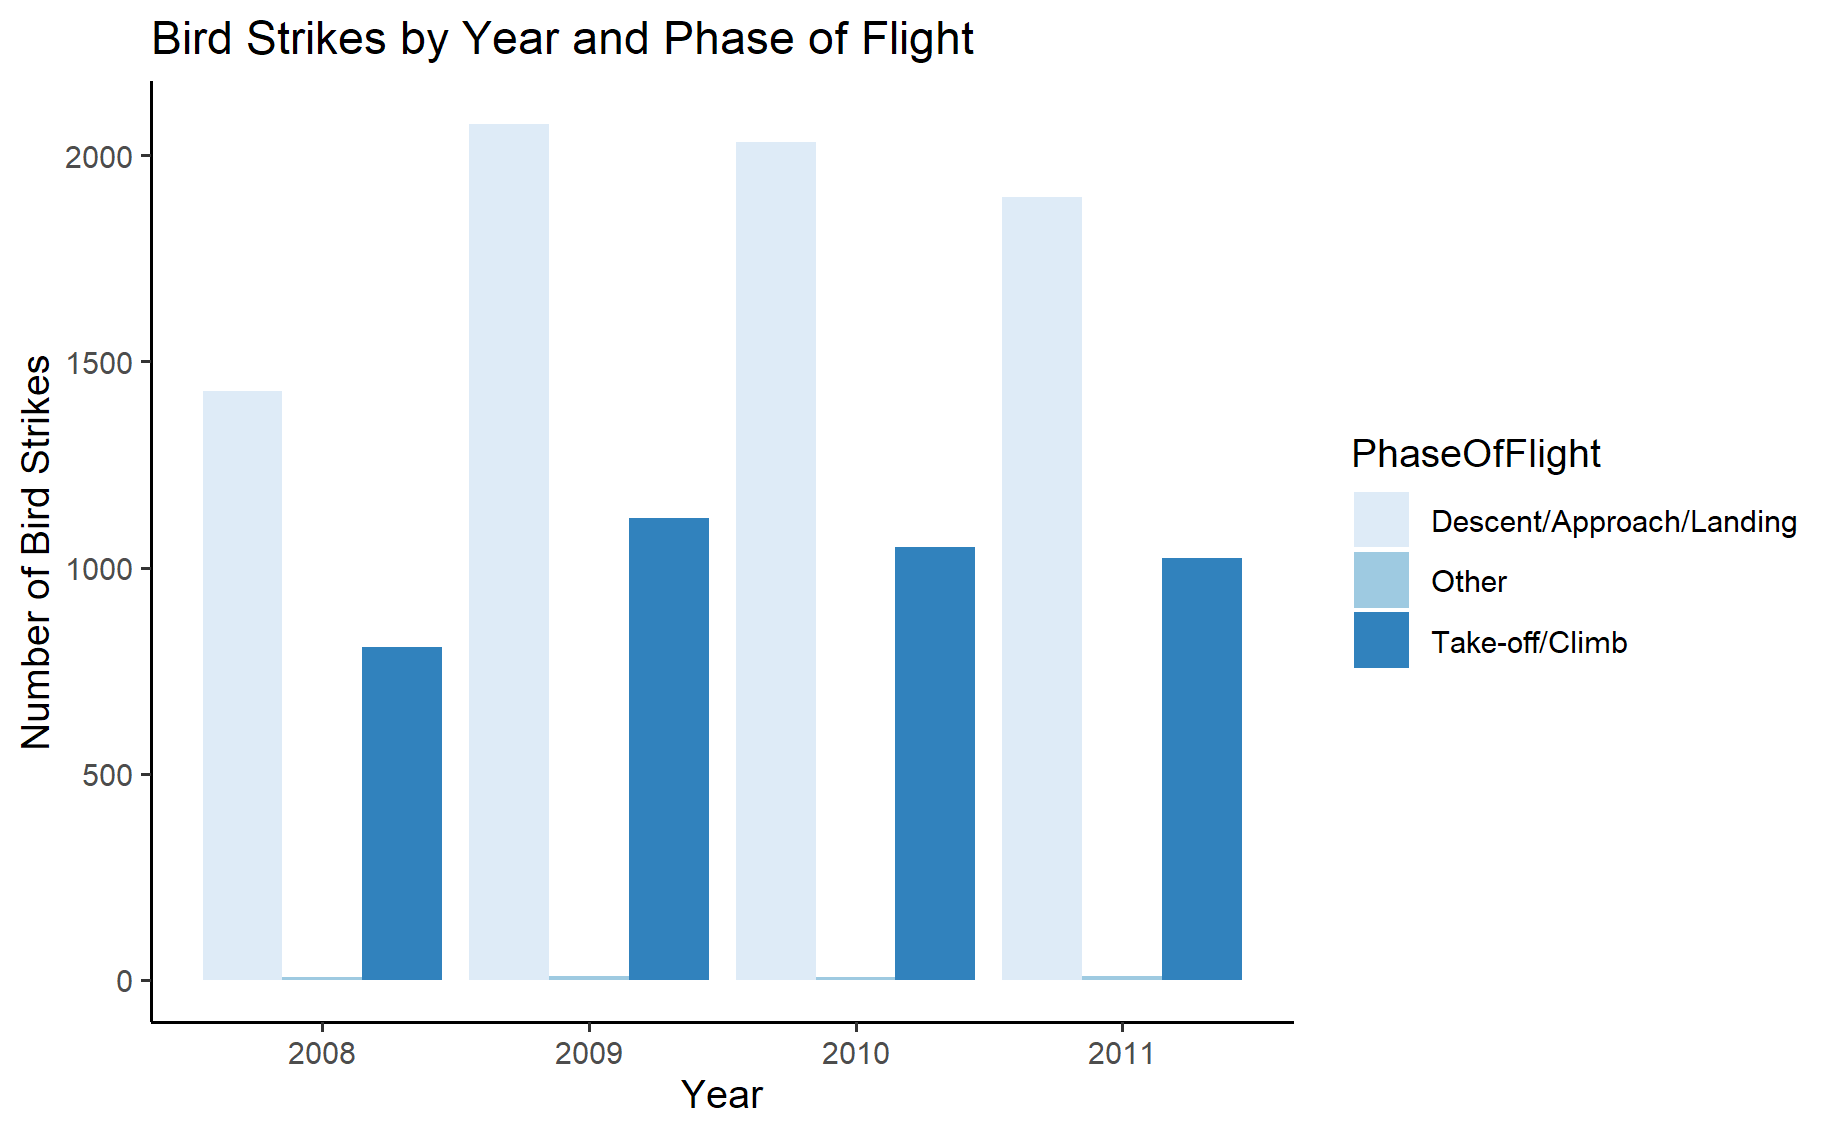 Bird Strikes by Year and Phase of Flight
Number of Bird Strikes
2000
1500
1000
500
0
2008
2009
2010
2011
Year
PhaseOfFlight
Descent/Approach/Landing
Other
Take-off/Climb